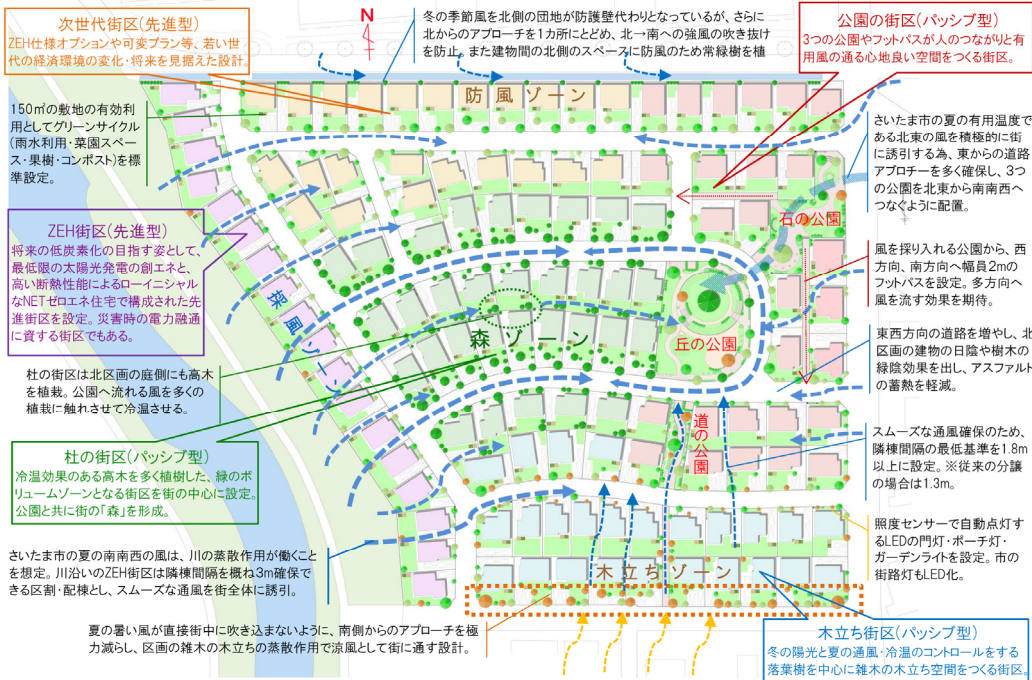 次世代街区(先進型)
ZEH仕様オプションや可変プラン等、若い世
代の経済環境の変化・将来を見据えた設計。
N
冬の季節風を北側の団地が防護壁代わりとなっているが、さらに
北からのアプローチを1カ所にとどめ、北→南への強風の吹き抜け
を防止。また建物間の北側のスペースに防風のため常緑樹を植
公園の街区(パッシブ型)
3つの公園やフットパスが人のつながりと有
用風の通る心地良い空間をつくる街区。
防風ゾーン
150㎡の敷地の有効利
用としてグリーンサイクル
(雨水利用・菜園スペー
ス・果樹・コンポスト)を標
準設定。
さいたま市の夏の有用温度で
ある北東の風を積極的に街
に誘引する為、東からの道路
アプロチーを多く確保し、3つ
の公園を北東から南南西へ
つなぐように配置。
石の公園
ZEH街区(先進型)
将来の低炭素化の目指す姿として、
最低限の太陽光発電の創エネと、
高い断熱性能によるローイニシャル
なNETゼロエネ住宅で構成された先
進街区を設定。災害時の電力融通
に資する街区でもある。
風を採り入れる公園から、西
方向、南方向へ幅員2mの
フットパスを設定。多方向へ
風を流す効果を期待。
採風ゾーン
森ゾーン
丘の公園
東西方向の道路を増やし、北
区画の建物の日陰や樹木の
緑陰効果を出し、アスファルト
の蓄熱を軽減。
杜の街区は北区画の庭側にも高木
を植栽。公園へ流れる風を多くの
植栽に触れさせて冷温させる。
道の公園
スムーズな通風確保のため、
隣棟間隔の最低基準を1.8m
以上に設定。※従来の分譲
の場合は1.3m。
杜の街区(パッシブ型)
冷温効果のある高木を多く植樹した、緑のボ
リュームゾーンとなる街区を街の中心に設定。
公園と共に街の「森」を形成。
照度センサーで自動点灯す
るLEDの門灯・ポーチ灯・
ガーデンライトを設定。市の
街路灯もLED化。
さいたま市の夏の南南西の風は、川の蒸散作用が働くこと
を想定。川沿いのZEH街区は隣棟間隔を概ね3m確保で
きる区割・配棟とし、スムーズな通風を街全体に誘引。
木立ちゾーン
夏の暑い風が直接街中に吹き込まないように、南側からのアプローチを極
力減らし、区画の雑木の木立ちの蒸散作用で涼風として街に通す設計。
木立ち街区(パッシブ型)
冬の陽光と夏の通風・冷温のコントロールをする
落葉樹を中心に雑木の木立ち空間をつくる街区。